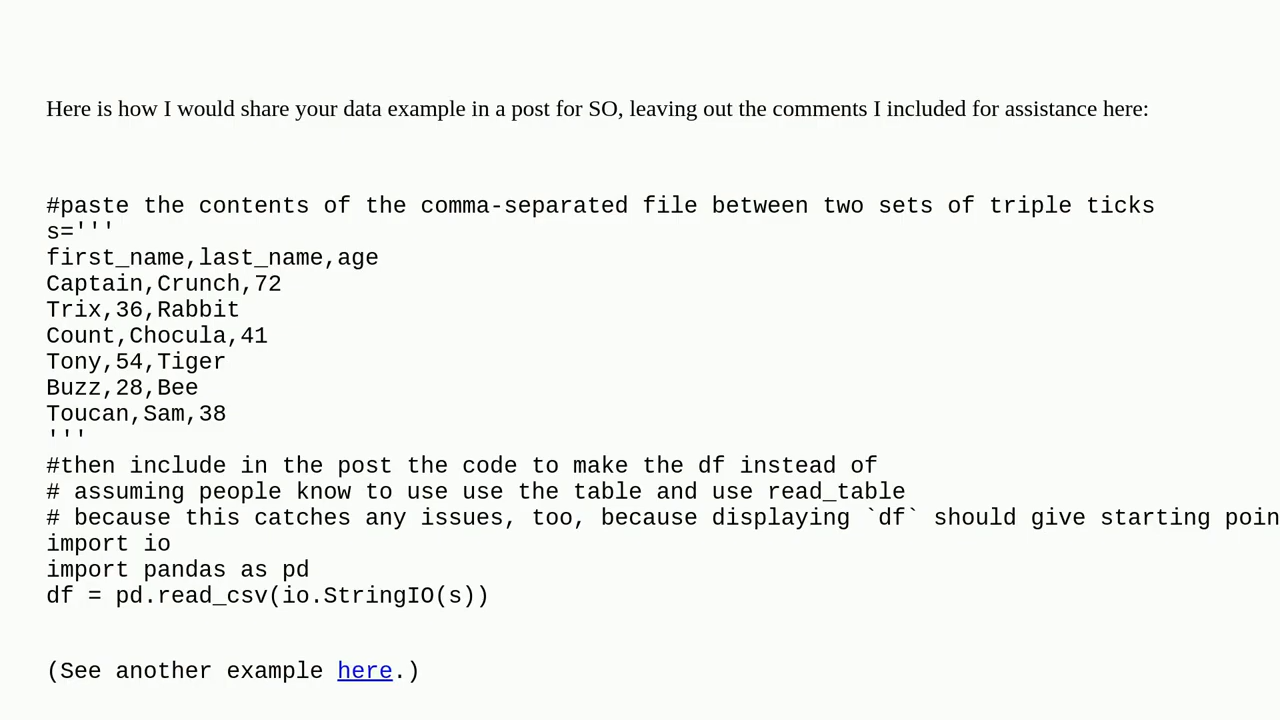 Here is how I would share your data example in a post for SO, leaving out the comments I included for assistance here:
#paste the contents of the comma-separated file between two sets of triple ticks
s='''
first_name,last_name,age
Captain,Crunch,72
Trix,36,Rabbit
Count,Chocula,41
Tony,54,Tiger
Buzz,28,Bee
Toucan,Sam,38
'''
#then include in the post the code to make the df instead of
# assuming people know to use use the table and use read_table
# because this catches any issues, too, because displaying `df` should give starting poin
import io
import pandas as pd
df = pd.read_csv(io.StringIO(s))
(See another example here.)